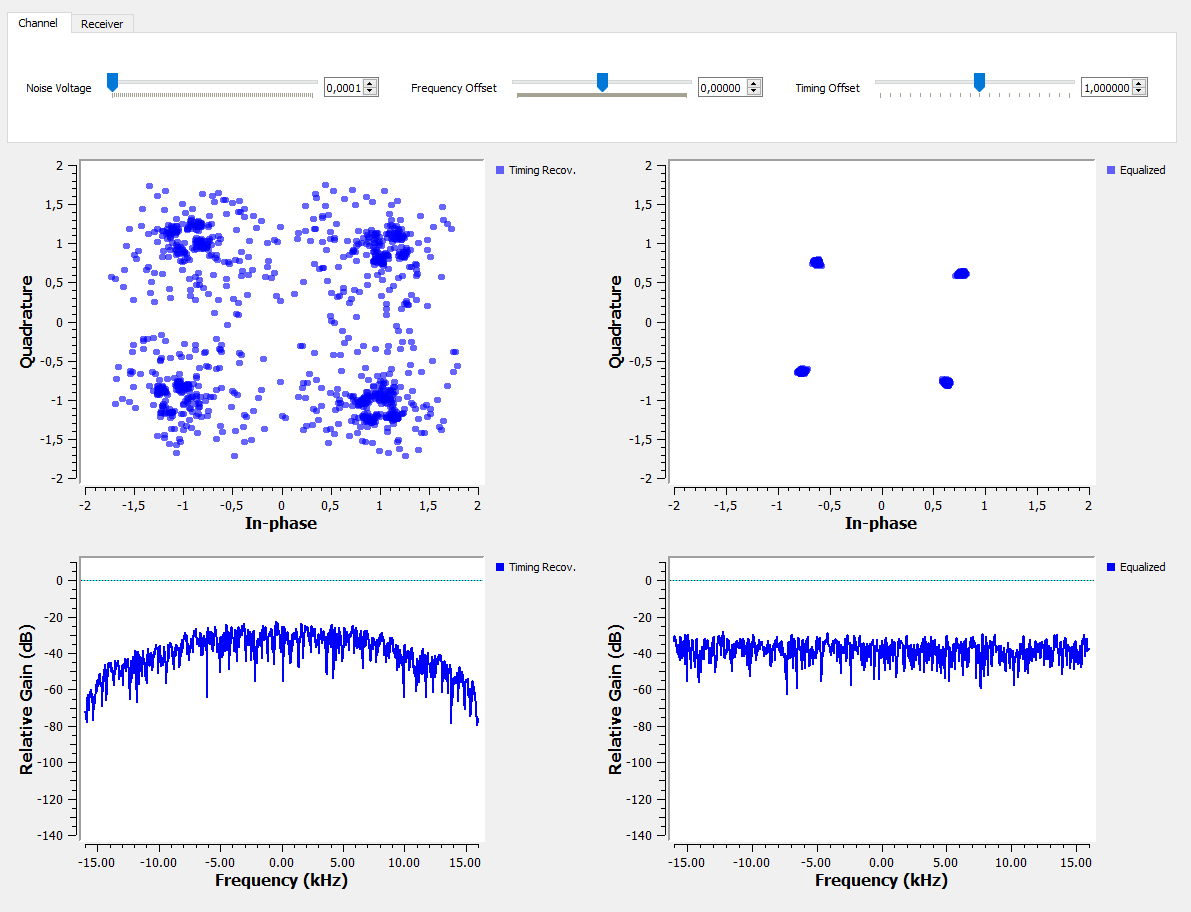 Channel
Receiver
Noise Voltage
0,0001
Frequency Offset
0,00000
Timing Offset
1,000000
2
1,5
1
0,5
0
-0,5
-1
-1,5
-2
Quadrature
-2 -1,5 -1 -0,5 0 0,5 1 1,5 2
In-phase
Timing Recov.
2
1,5
1
0,5
0
-0,5
-1
-1,5
-2
Quadrature
-2 -1,5 -1 -0,5 0 0,5 1 1,5 2
In-phase
Equalized
0
-20
-40
-60
-80
-100
-120
-140
Relative Gain (dB)
-15.00 -10.00 -5.00 0.00 5.00 10.00 15.00
Frequency (kHz)
Timing Recov.
0
-20
-40
-60
-80
-100
-120
-140
Relative Gain (dB)
-15.00 -10.00 -5.00 0.00 5.00 10.00 15.00
Frequency (kHz)
Equalized